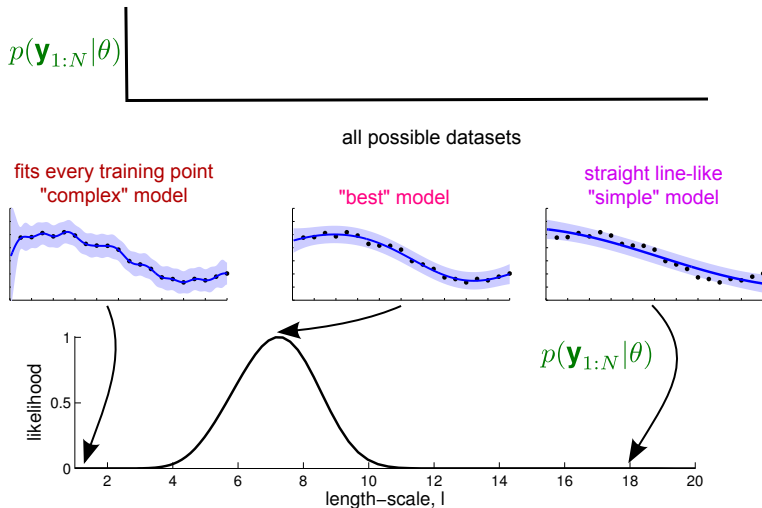 p(y₁:N|θ)
all possible datasets
fits every training point
"complex" model
"best" model
straight line-like
"simple" model
p(y₁:N|θ)
likelihood
1
0.5
0
2 4 6 8 10 12 14 16 18 20
length−scale, l